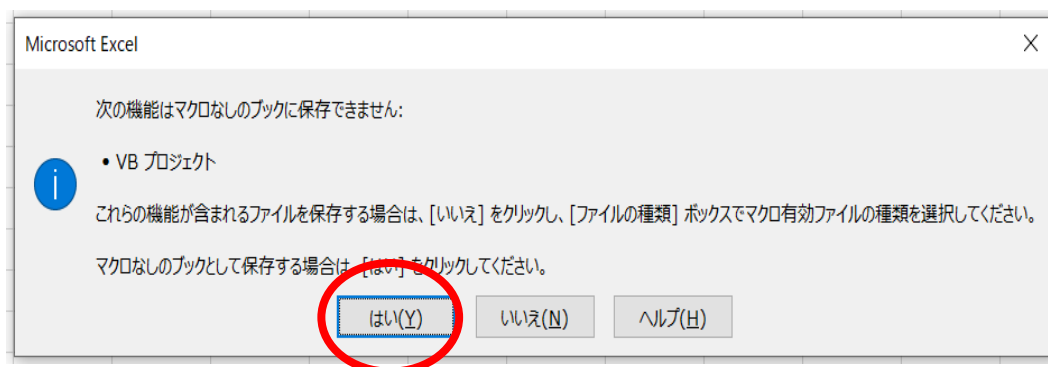 Microsoft Excel
次の機能はマクロなしのブックに保存できません:
• VB プロジェクト
これらの機能が含まれるファイルを保存する場合は、[いいえ] をクリックし、[ファイルの種類] ボックスでマクロ有効ファイルの種類を選択してください。
マクロなしのブックとして保存する場合は、[はい] をクリックしてください。
はい(Y) いいえ(N) ヘルプ(H)